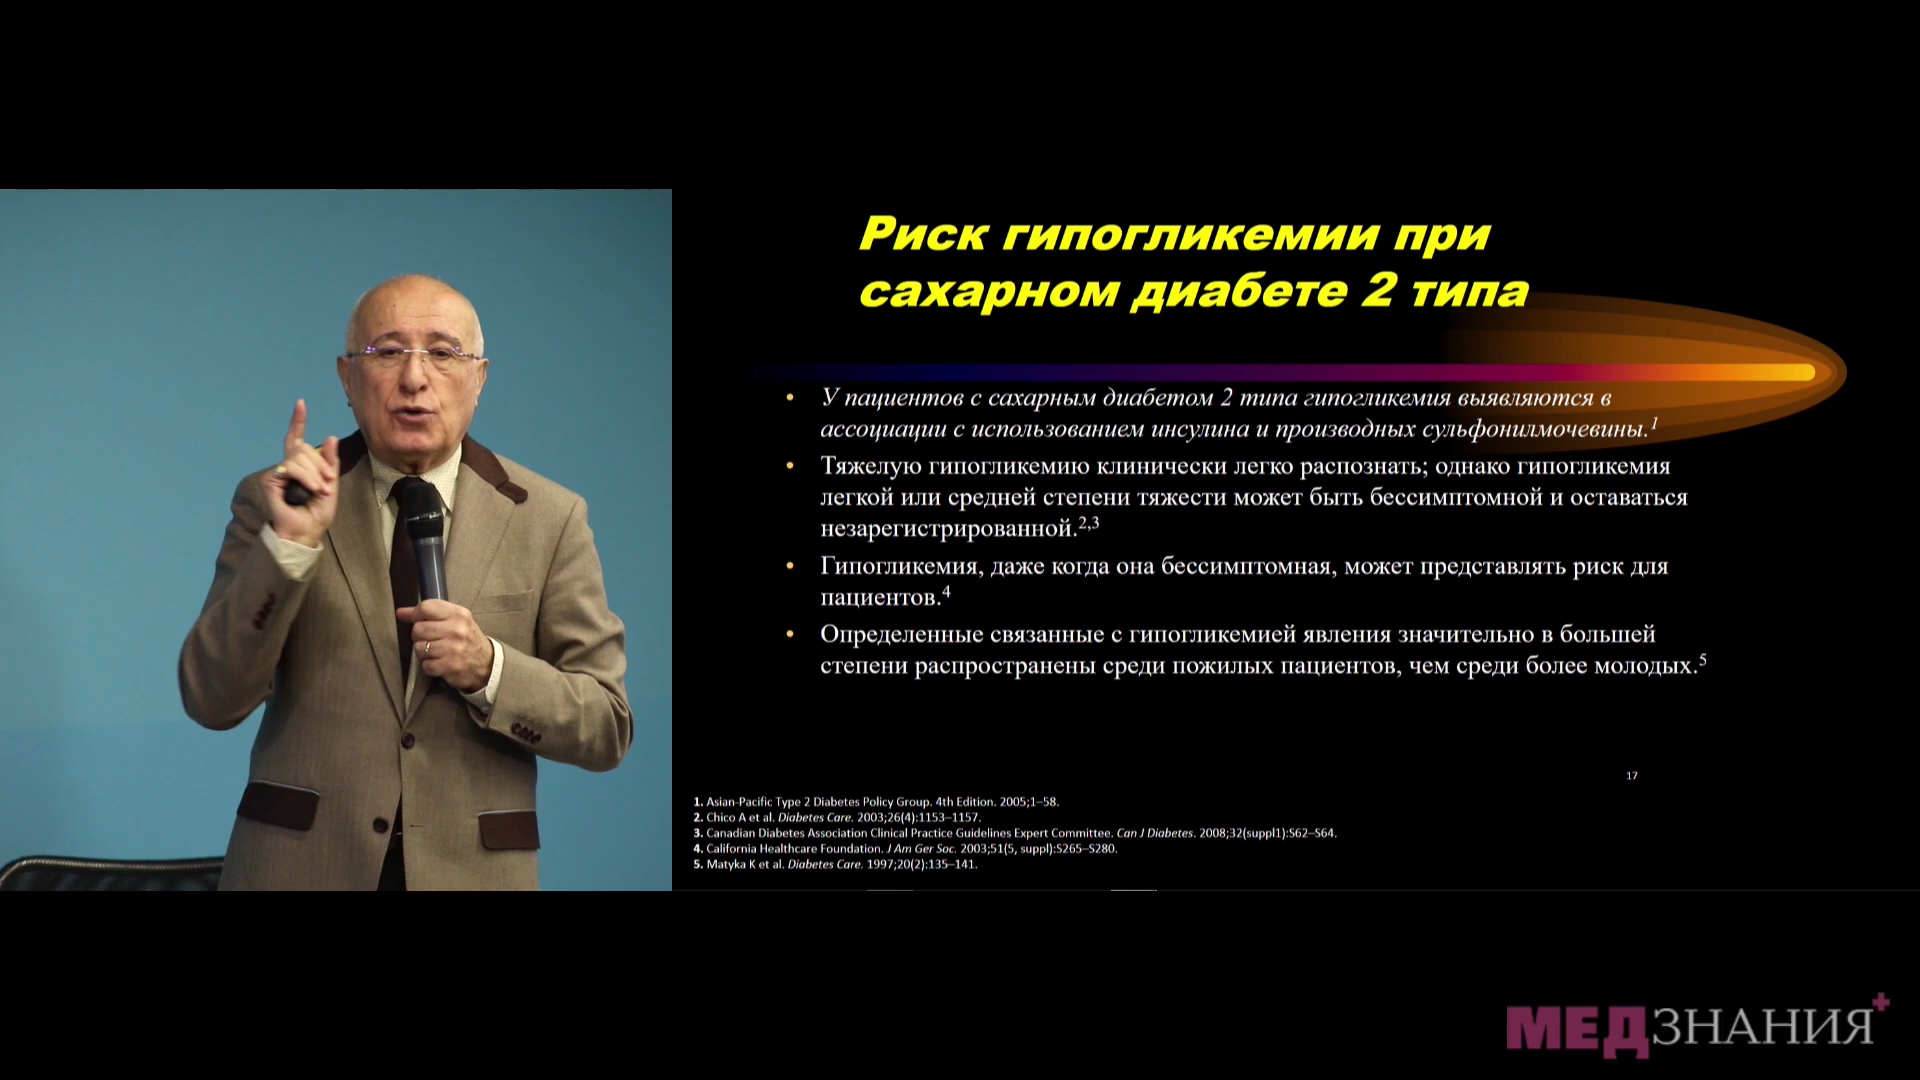 Риск гипогликемии при
сахарном диабете 2 типа
• У пациентов с сахарным диабетом 2 типа гипогликемия выявляются в
ассоциации с использованием инсулина и производных сульфонилмочевины.1
• Тяжелую гипогликемию клинически легко распознать; однако гипогликемия
легкой или средней степени тяжести может быть бессимптомной и оставаться
незарегистрированной.2,3
• Гипогликемия, даже когда она бессимптомная, может представлять риск для
пациентов.4
• Определенные связанные с гипогликемией явления значительно в большей
степени распространены среди пожилых пациентов, чем среди более молодых.5
17
1. Asian-Pacific Type 2 Diabetes Policy Group. 4th Edition. 2005;1–58.
2. Chico A et al. Diabetes Care. 2003;26(4):1153–1157.
3. Canadian Diabetes Association Clinical Practice Guidelines Expert Committee. Can J Diabetes. 2008;32(suppl1):S62–S64.
4. California Healthcare Foundation. J Am Ger Soc. 2003;51(5, suppl):S265–S280.
5. Matyka K et al. Diabetes Care. 1997;20(2):135–141.
МЕДЗНАНИЯ+